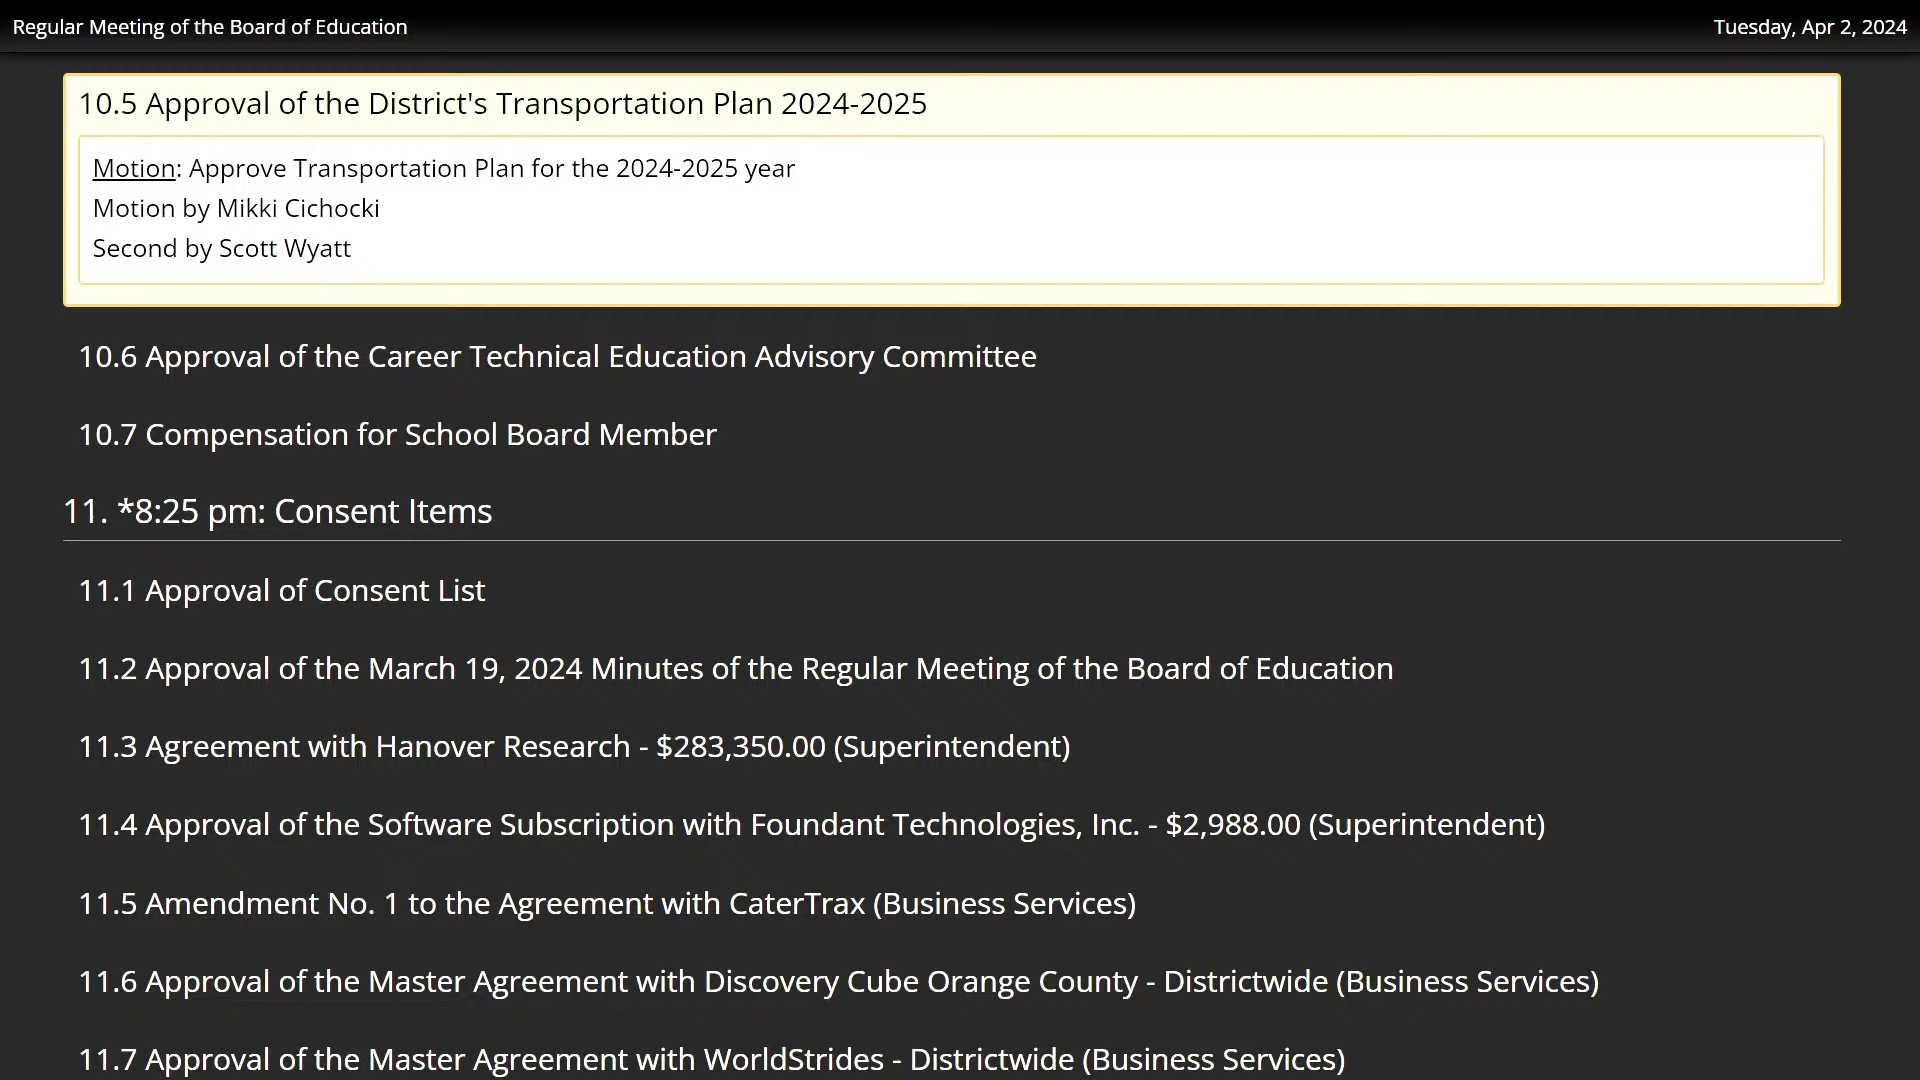 Regular Meeting of the Board of Education
Tuesday, Apr 2, 2024
10.5 Approval of the District's Transportation Plan 2024-2025
Motion: Approve Transportation Plan for the 2024-2025 year
Motion by Mikki Cichocki
Second by Scott Wyatt
10.6 Approval of the Career Technical Education Advisory Committee
10.7 Compensation for School Board Member
11. *8:25 pm: Consent Items
11.1 Approval of Consent List
11.2 Approval of the March 19, 2024 Minutes of the Regular Meeting of the Board of Education
11.3 Agreement with Hanover Research - $283,350.00 (Superintendent)
11.4 Approval of the Software Subscription with Foundant Technologies, Inc. - $2,988.00 (Superintendent)
11.5 Amendment No. 1 to the Agreement with CaterTrax (Business Services)
11.6 Approval of the Master Agreement with Discovery Cube Orange County - Districtwide (Business Services)
11.7 Approval of the Master Agreement with WorldStrides - Districtwide (Business Services)